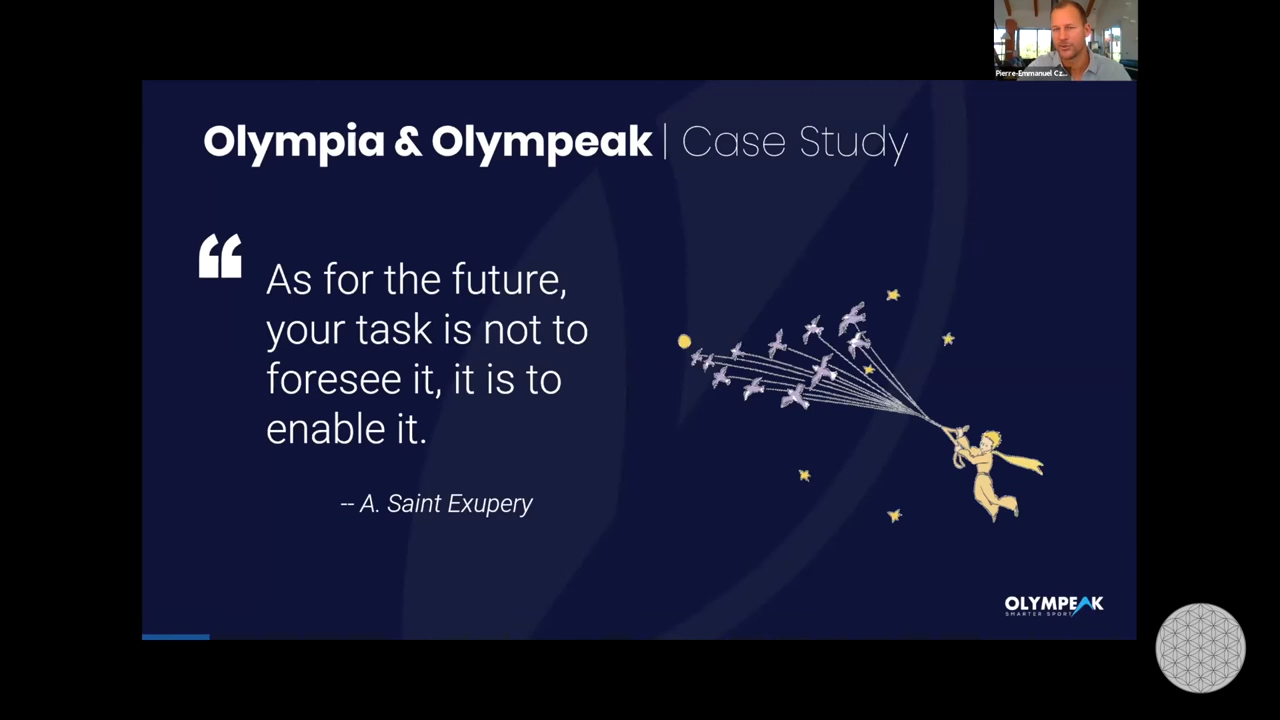 Pierre-Emmanuel Cz...
Olympia & Olympeak | Case Study
“
As for the future,
your task is not to
foresee it, it is to
enable it.
-- A. Saint Exupery
OLYMPEAK
SMARTER SPORT